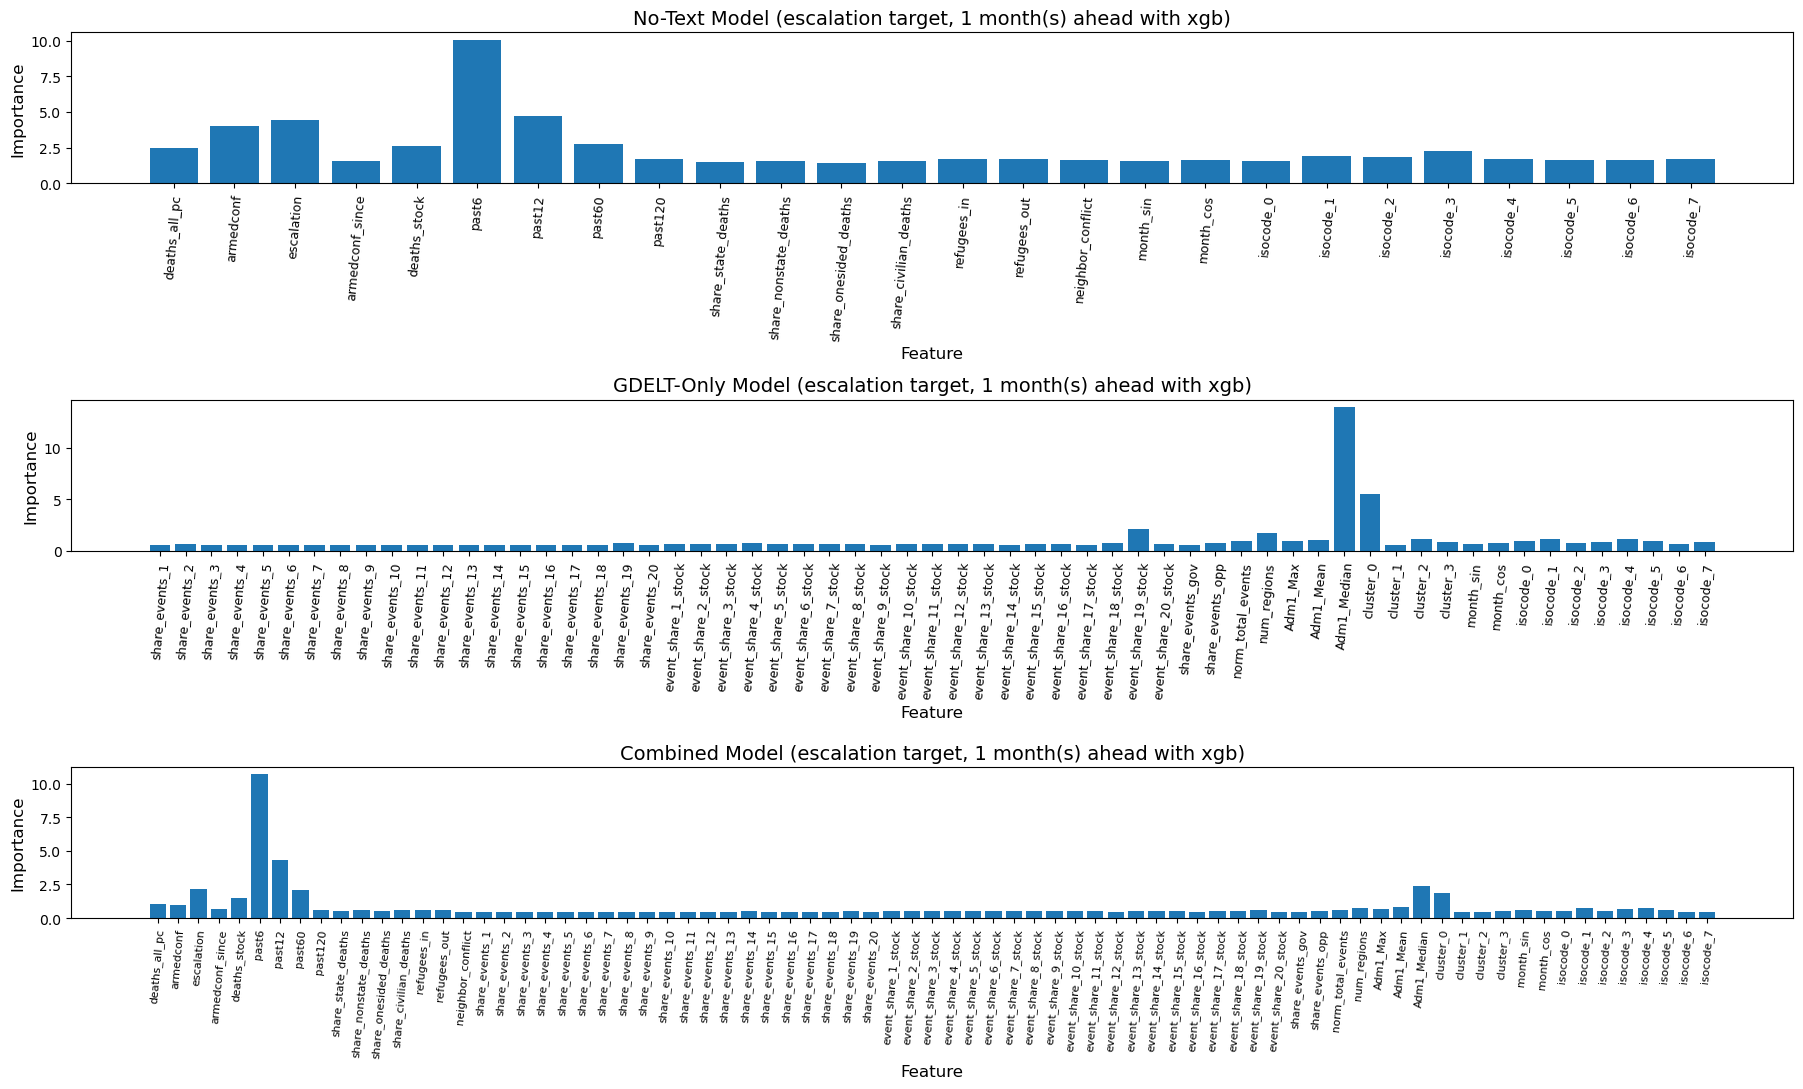 No-Text Model (escalation target, 1 month(s) ahead with xgb)
Importance
10.0
7.5
5.0
2.5
0.0
deaths_all_pc
armedconf
escalation
armedconf_since
deaths_stock
past6
past12
past60
past120
share_state_deaths
share_nonstate_deaths
share_onesided_deaths
share_civilian_deaths
refugees_in
refugees_out
neighbor_conflict
month_sin
month_cos
isocode_0
isocode_1
isocode_2
isocode_3
isocode_4
isocode_5
isocode_6
isocode_7
Feature
GDELT-Only Model (escalation target, 1 month(s) ahead with xgb)
Importance
10
5
0
share_events_1
share_events_2
share_events_3
share_events_4
share_events_5
share_events_6
share_events_7
share_events_8
share_events_9
share_events_10
share_events_11
share_events_12
share_events_13
share_events_14
share_events_15
share_events_16
share_events_17
share_events_18
share_events_19
share_events_20
event_share_1_stock
event_share_2_stock
event_share_3_stock
event_share_4_stock
event_share_5_stock
event_share_6_stock
event_share_7_stock
event_share_8_stock
event_share_9_stock
event_share_10_stock
event_share_11_stock
event_share_12_stock
event_share_13_stock
event_share_14_stock
event_share_15_stock
event_share_16_stock
event_share_17_stock
event_share_18_stock
event_share_19_stock
event_share_20_stock
share_events_gov
share_events_opp
norm_total_events
num_regions
Adm1_Max
Adm1_Mean
Adm1_Median
cluster_0
cluster_1
cluster_2
cluster_3
month_sin
month_cos
isocode_0
isocode_1
isocode_2
isocode_3
isocode_4
isocode_5
isocode_6
isocode_7
Feature
Combined Model (escalation target, 1 month(s) ahead with xgb)
Importance
10.0
7.5
5.0
2.5
0.0
deaths_all_pc
armedconf
escalation
armedconf_since
deaths_stock
past6
past12
past60
past120
share_state_deaths
share_nonstate_deaths
share_onesided_deaths
share_civilian_deaths
refugees_in
refugees_out
neighbor_conflict
share_events_1
share_events_2
share_events_3
share_events_4
share_events_5
share_events_6
share_events_7
share_events_8
share_events_9
share_events_10
share_events_11
share_events_12
share_events_13
share_events_14
share_events_15
share_events_16
share_events_17
share_events_18
share_events_19
share_events_20
event_share_1_stock
event_share_2_stock
event_share_3_stock
event_share_4_stock
event_share_5_stock
event_share_6_stock
event_share_7_stock
event_share_8_stock
event_share_9_stock
event_share_10_stock
event_share_11_stock
event_share_12_stock
event_share_13_stock
event_share_14_stock
event_share_15_stock
event_share_16_stock
event_share_17_stock
event_share_18_stock
event_share_19_stock
event_share_20_stock
share_events_gov
share_events_opp
norm_total_events
num_regions
Adm1_Max
Adm1_Mean
Adm1_Median
cluster_0
cluster_1
cluster_2
cluster_3
month_sin
month_cos
isocode_0
isocode_1
isocode_2
isocode_3
isocode_4
isocode_5
isocode_6
isocode_7
Feature